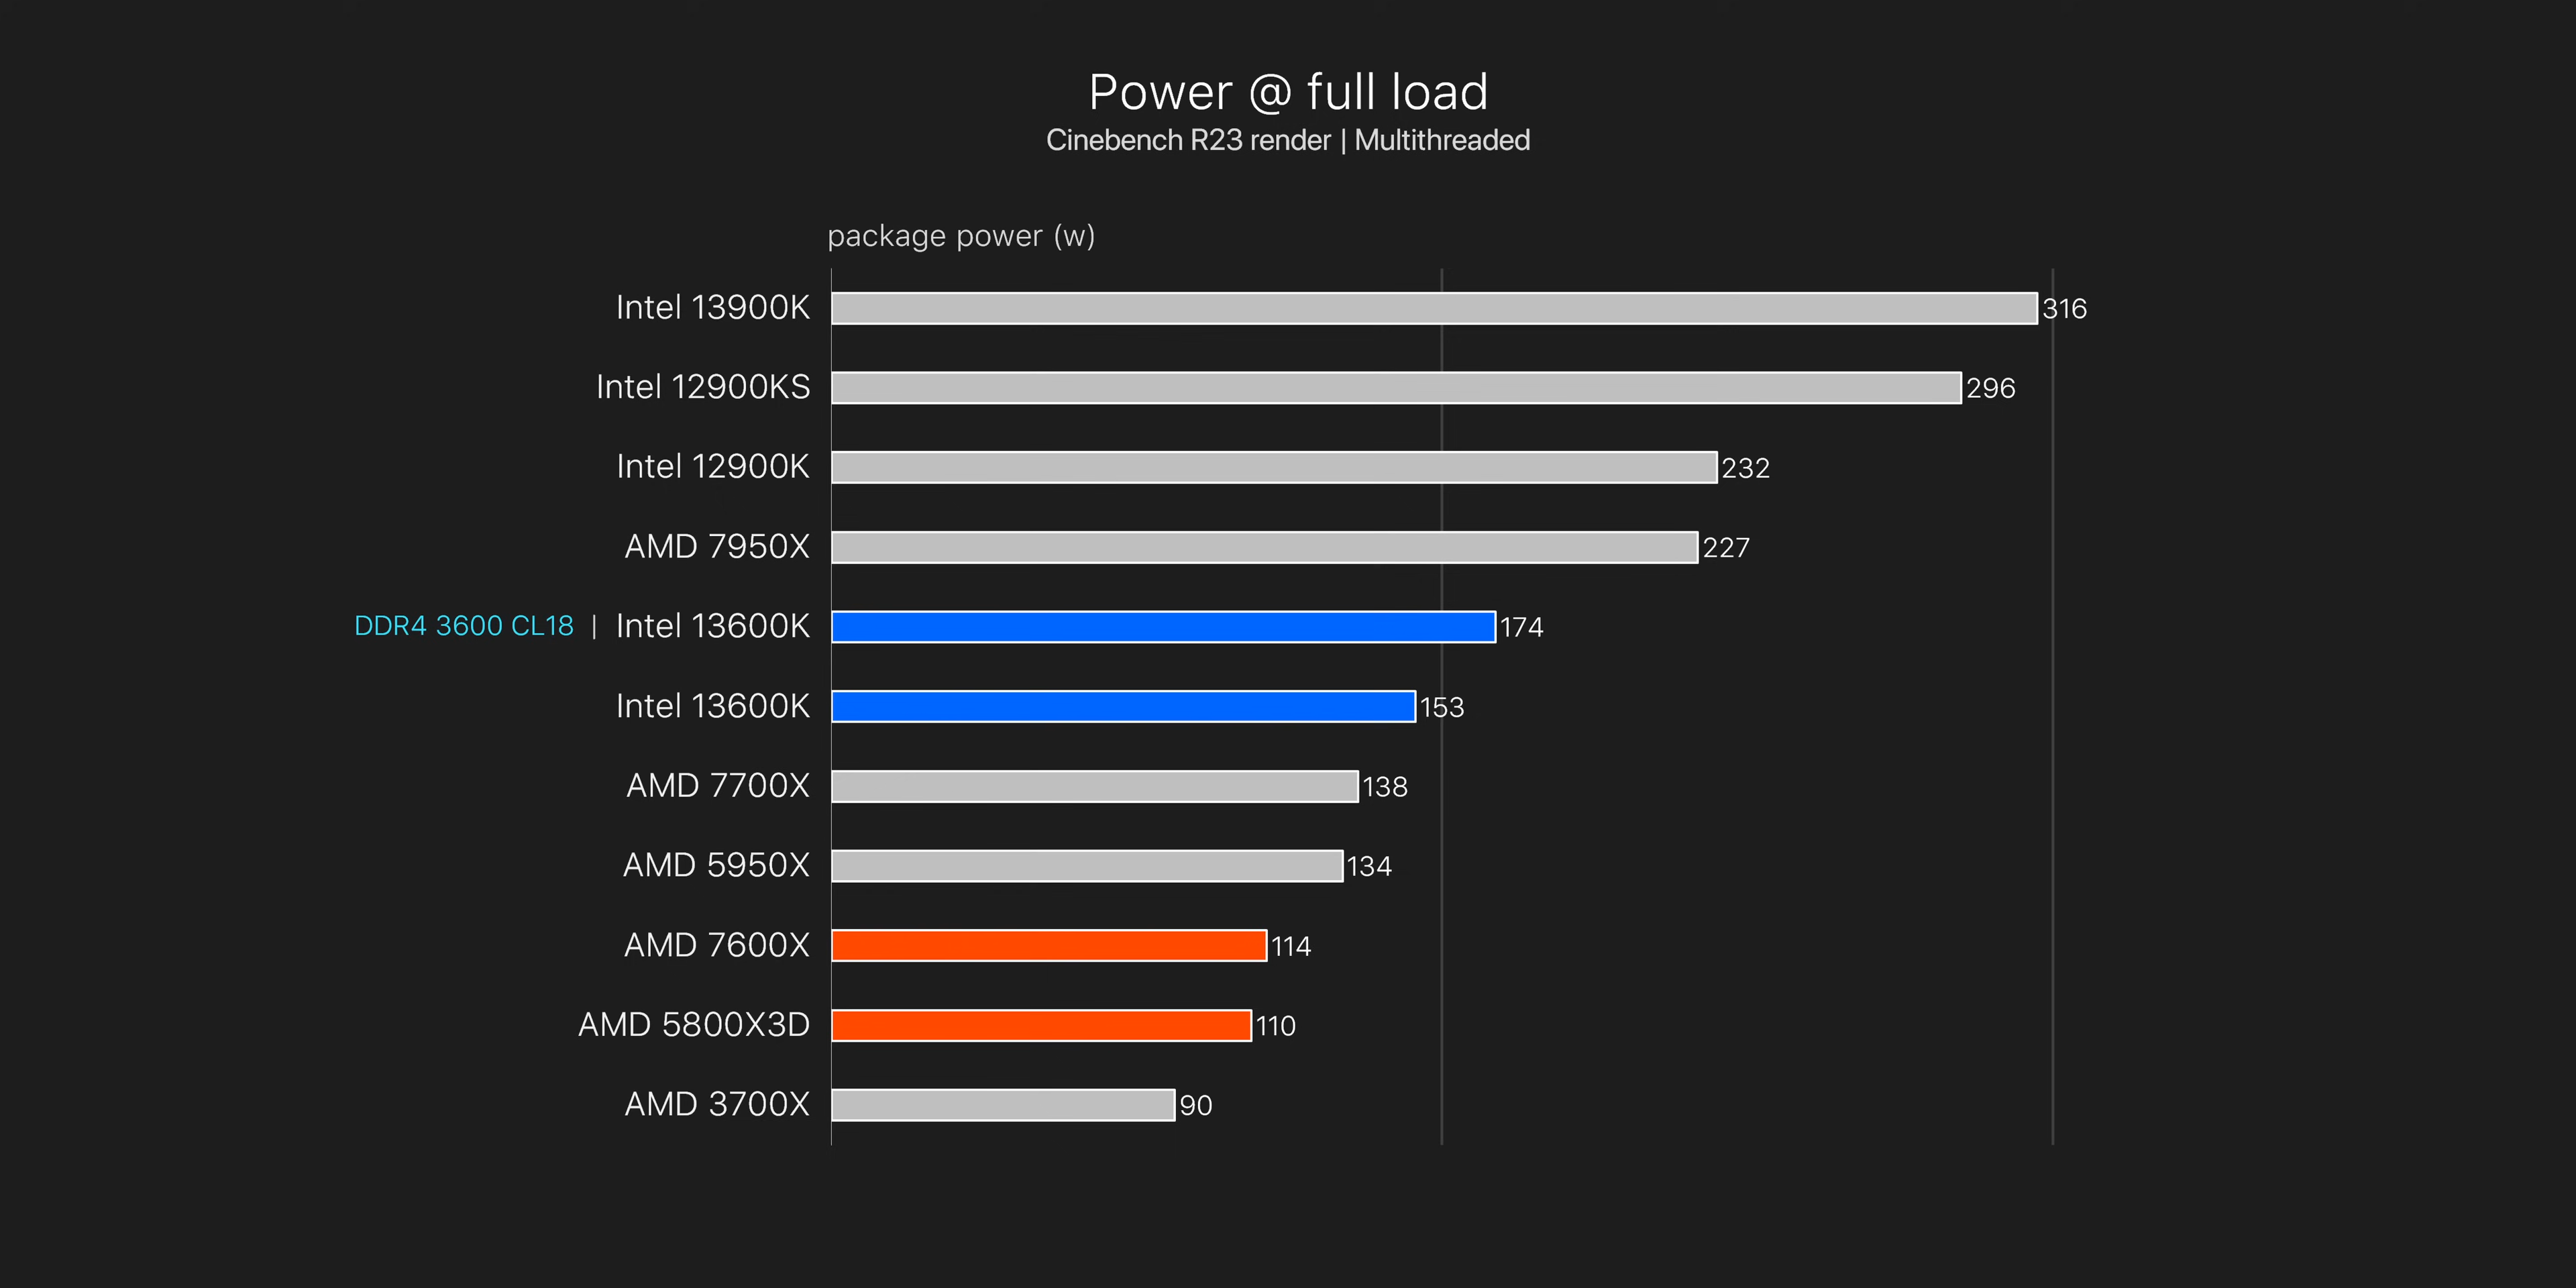 Power @ full load
Cinebench R23 render | Multithreaded
package power (w)
Intel 13900K 316
Intel 12900KS 296
Intel 12900K 232
AMD 7950X 227
DDR4 3600 CL18 | Intel 13600K 174
Intel 13600K 153
AMD 7700X 138
AMD 5950X 134
AMD 7600X 114
AMD 5800X3D 110
AMD 3700X 90